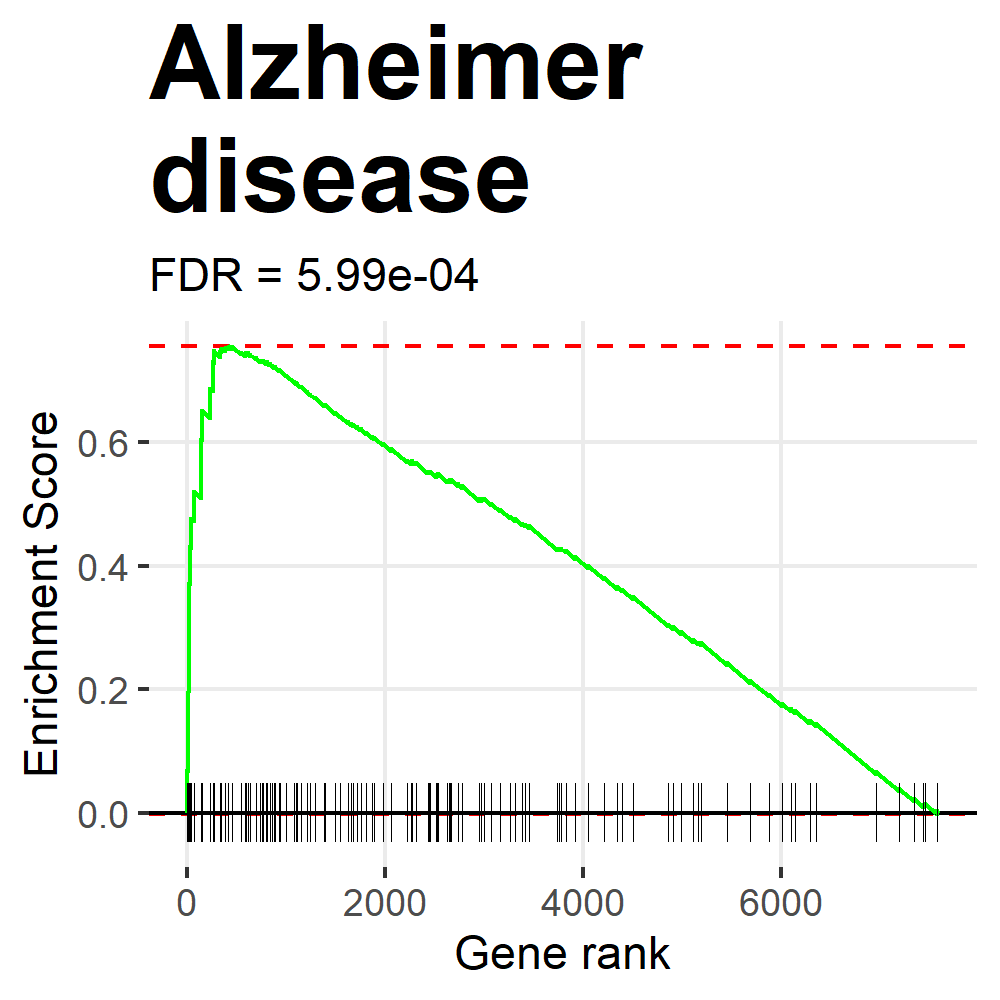 Alzheimer
disease
FDR = 5.99e-04
Enrichment Score
0.6
0.4
0.2
0.0
0 2000 4000 6000
Gene rank